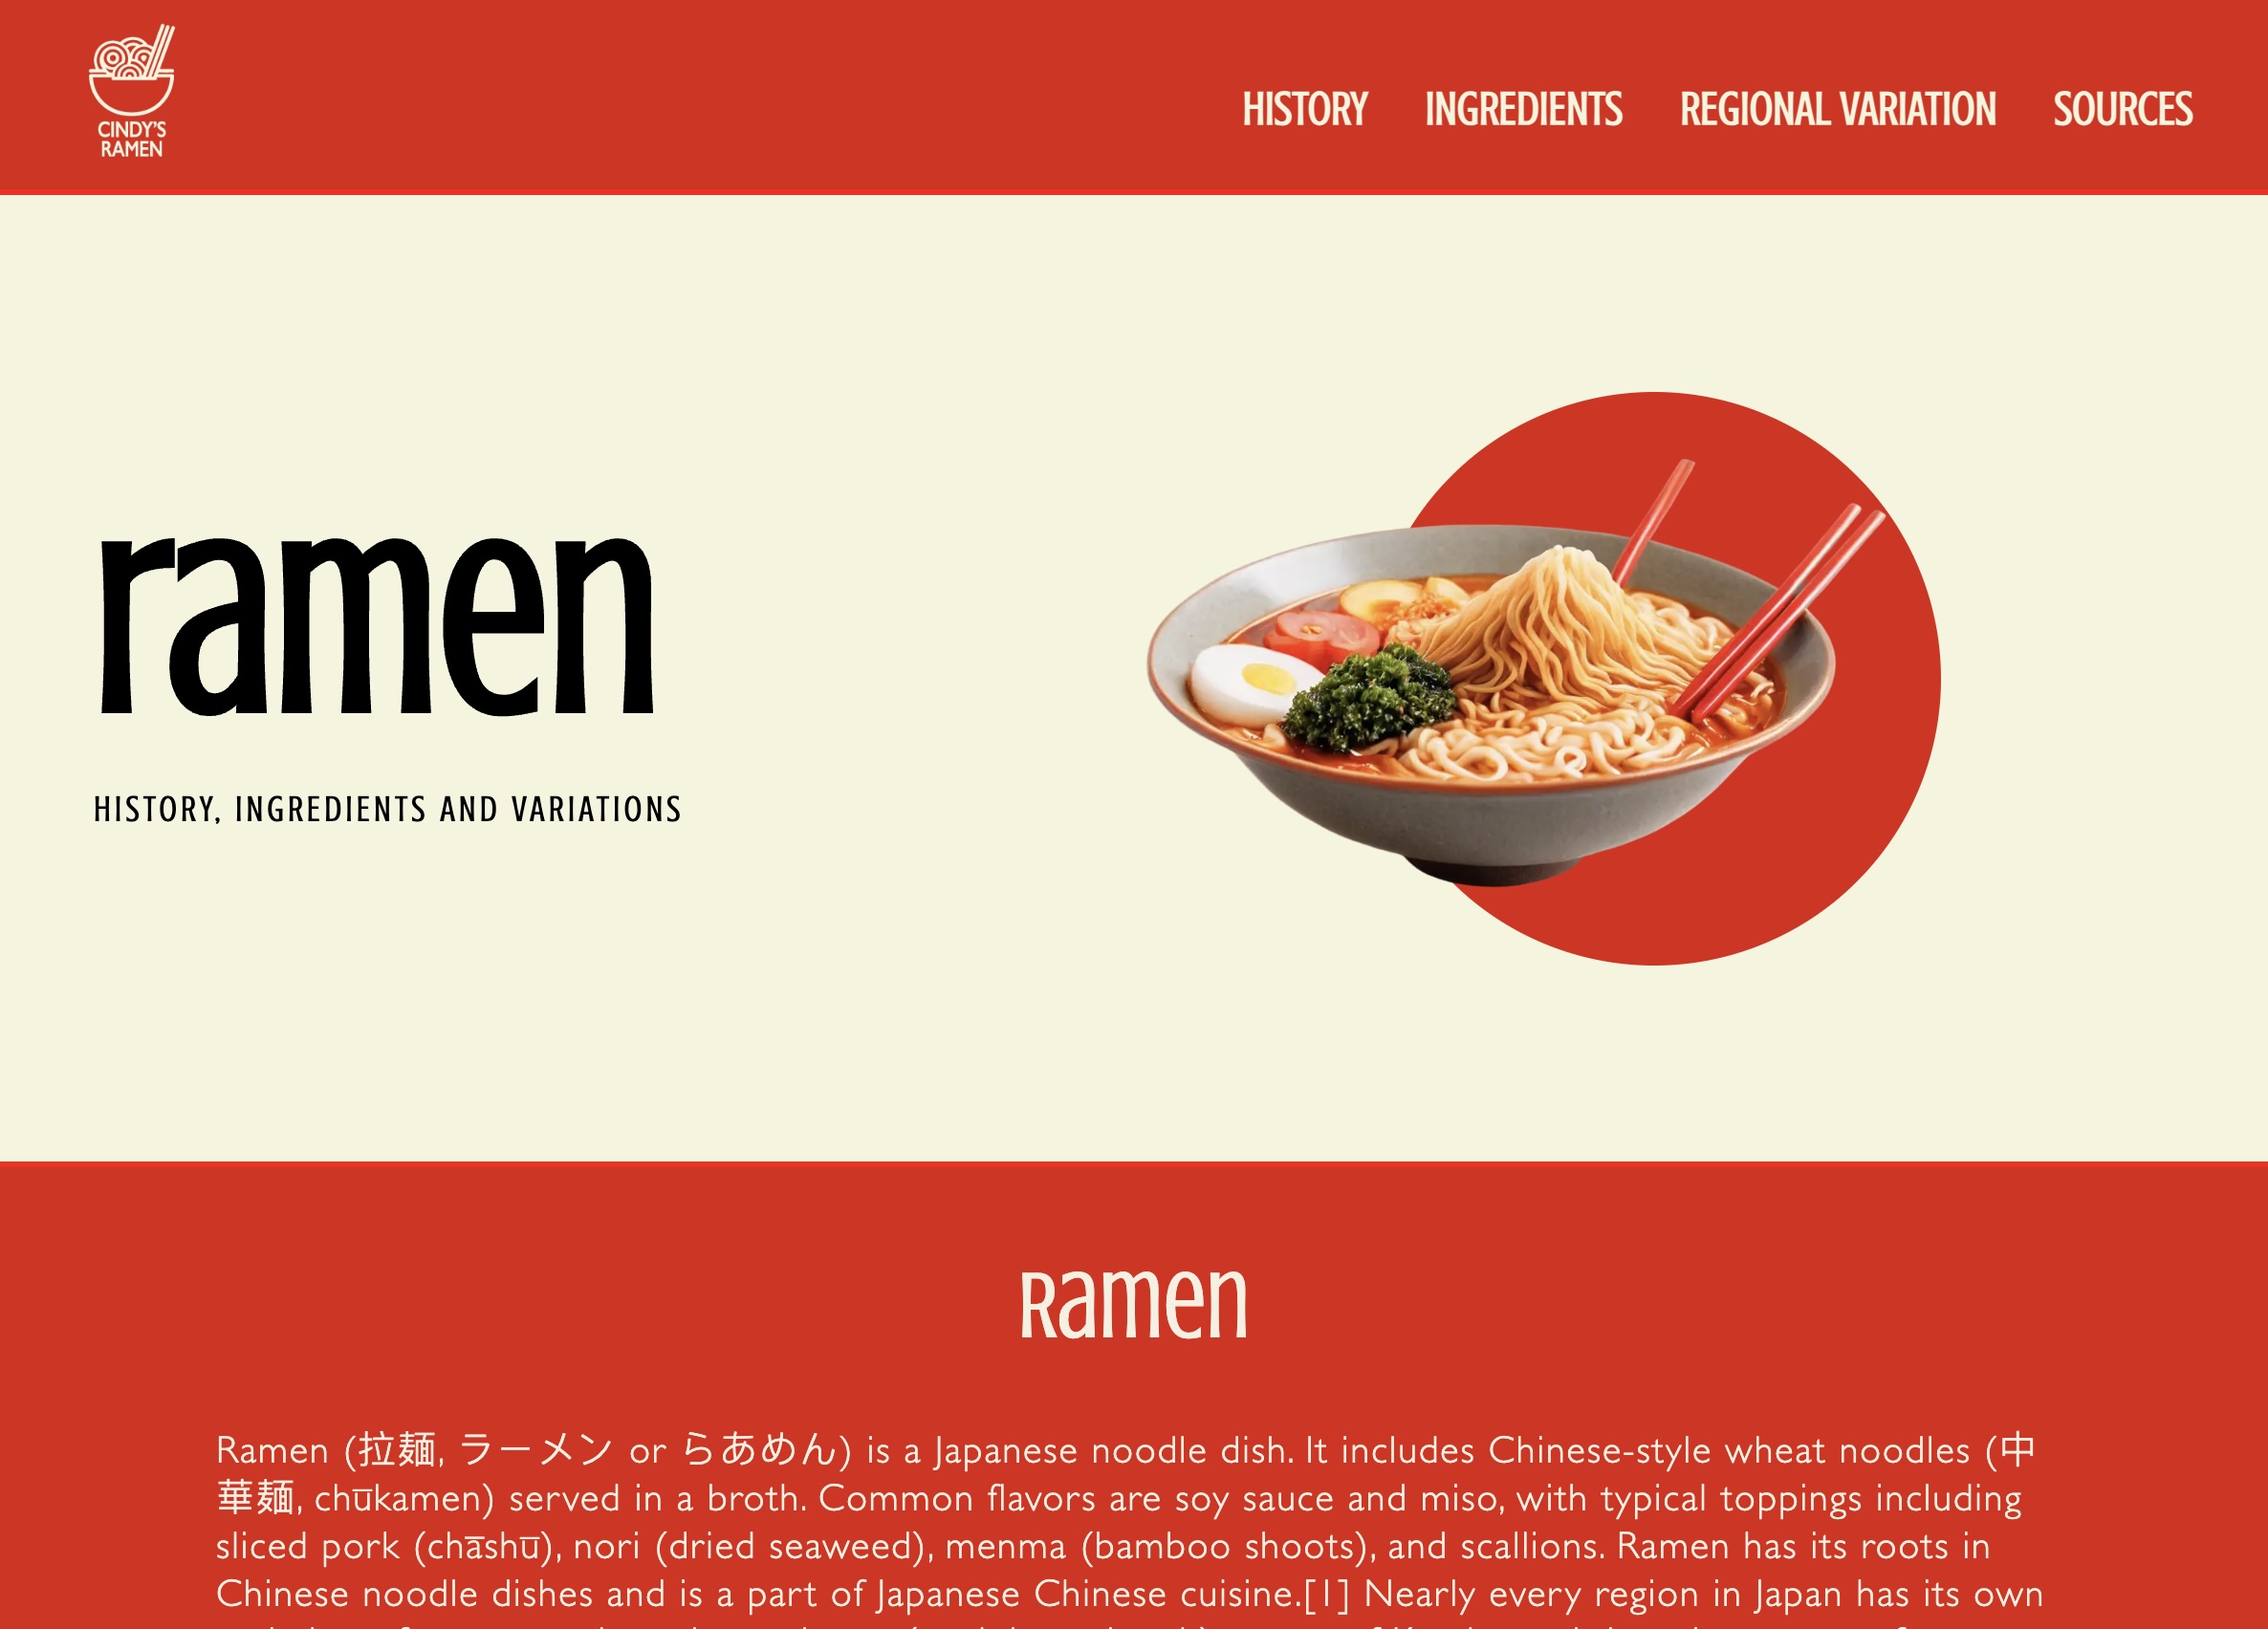 CINDY'S
RAMEN
HISTORY INGREDIENTS REGIONAL VARIATION SOURCES
ramen
HISTORY, INGREDIENTS AND VARIATIONS
Ramen
Ramen (拉麺, ラーメン or らあめん) is a Japanese noodle dish. It includes Chinese-style wheat noodles (中
華麺, chūkamen) served in a broth. Common flavors are soy sauce and miso, with typical toppings including
sliced pork (chāshū), nori (dried seaweed), menma (bamboo shoots), and scallions. Ramen has its roots in
Chinese noodle dishes and is a part of Japanese Chinese cuisine.[1] Nearly every region in Japan has its own